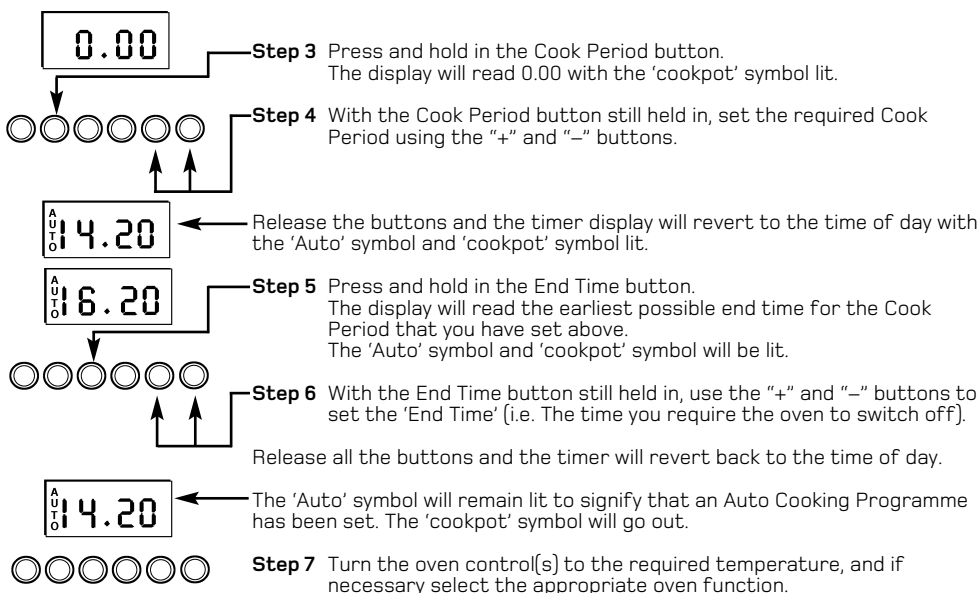 0.00
Step 3 Press and hold in the Cook Period button.
The display will read 0.00 with the ‘cookpot’ symbol lit.
Step 4 With the Cook Period button still held in, set the required Cook
Period using the “+” and “–” buttons.
AUTO 14.20
Release the buttons and the timer display will revert to the time of day with
the ‘Auto’ symbol and ‘cookpot’ symbol lit.
AUTO 16.20
Step 5 Press and hold in the End Time button.
The display will read the earliest possible end time for the Cook
Period that you have set above.
The ‘Auto’ symbol and ‘cookpot’ symbol will be lit.
Step 6 With the End Time button still held in, use the “+” and “–” buttons to
set the ‘End Time’ (i.e. The time you require the oven to switch off).
Release all the buttons and the timer will revert back to the time of day.
AUTO 14.20
The ‘Auto’ symbol will remain lit to signify that an Auto Cooking Programme
has been set. The ‘cookpot’ symbol will go out.
Step 7 Turn the oven control(s) to the required temperature, and if
necessary select the appropriate oven function.